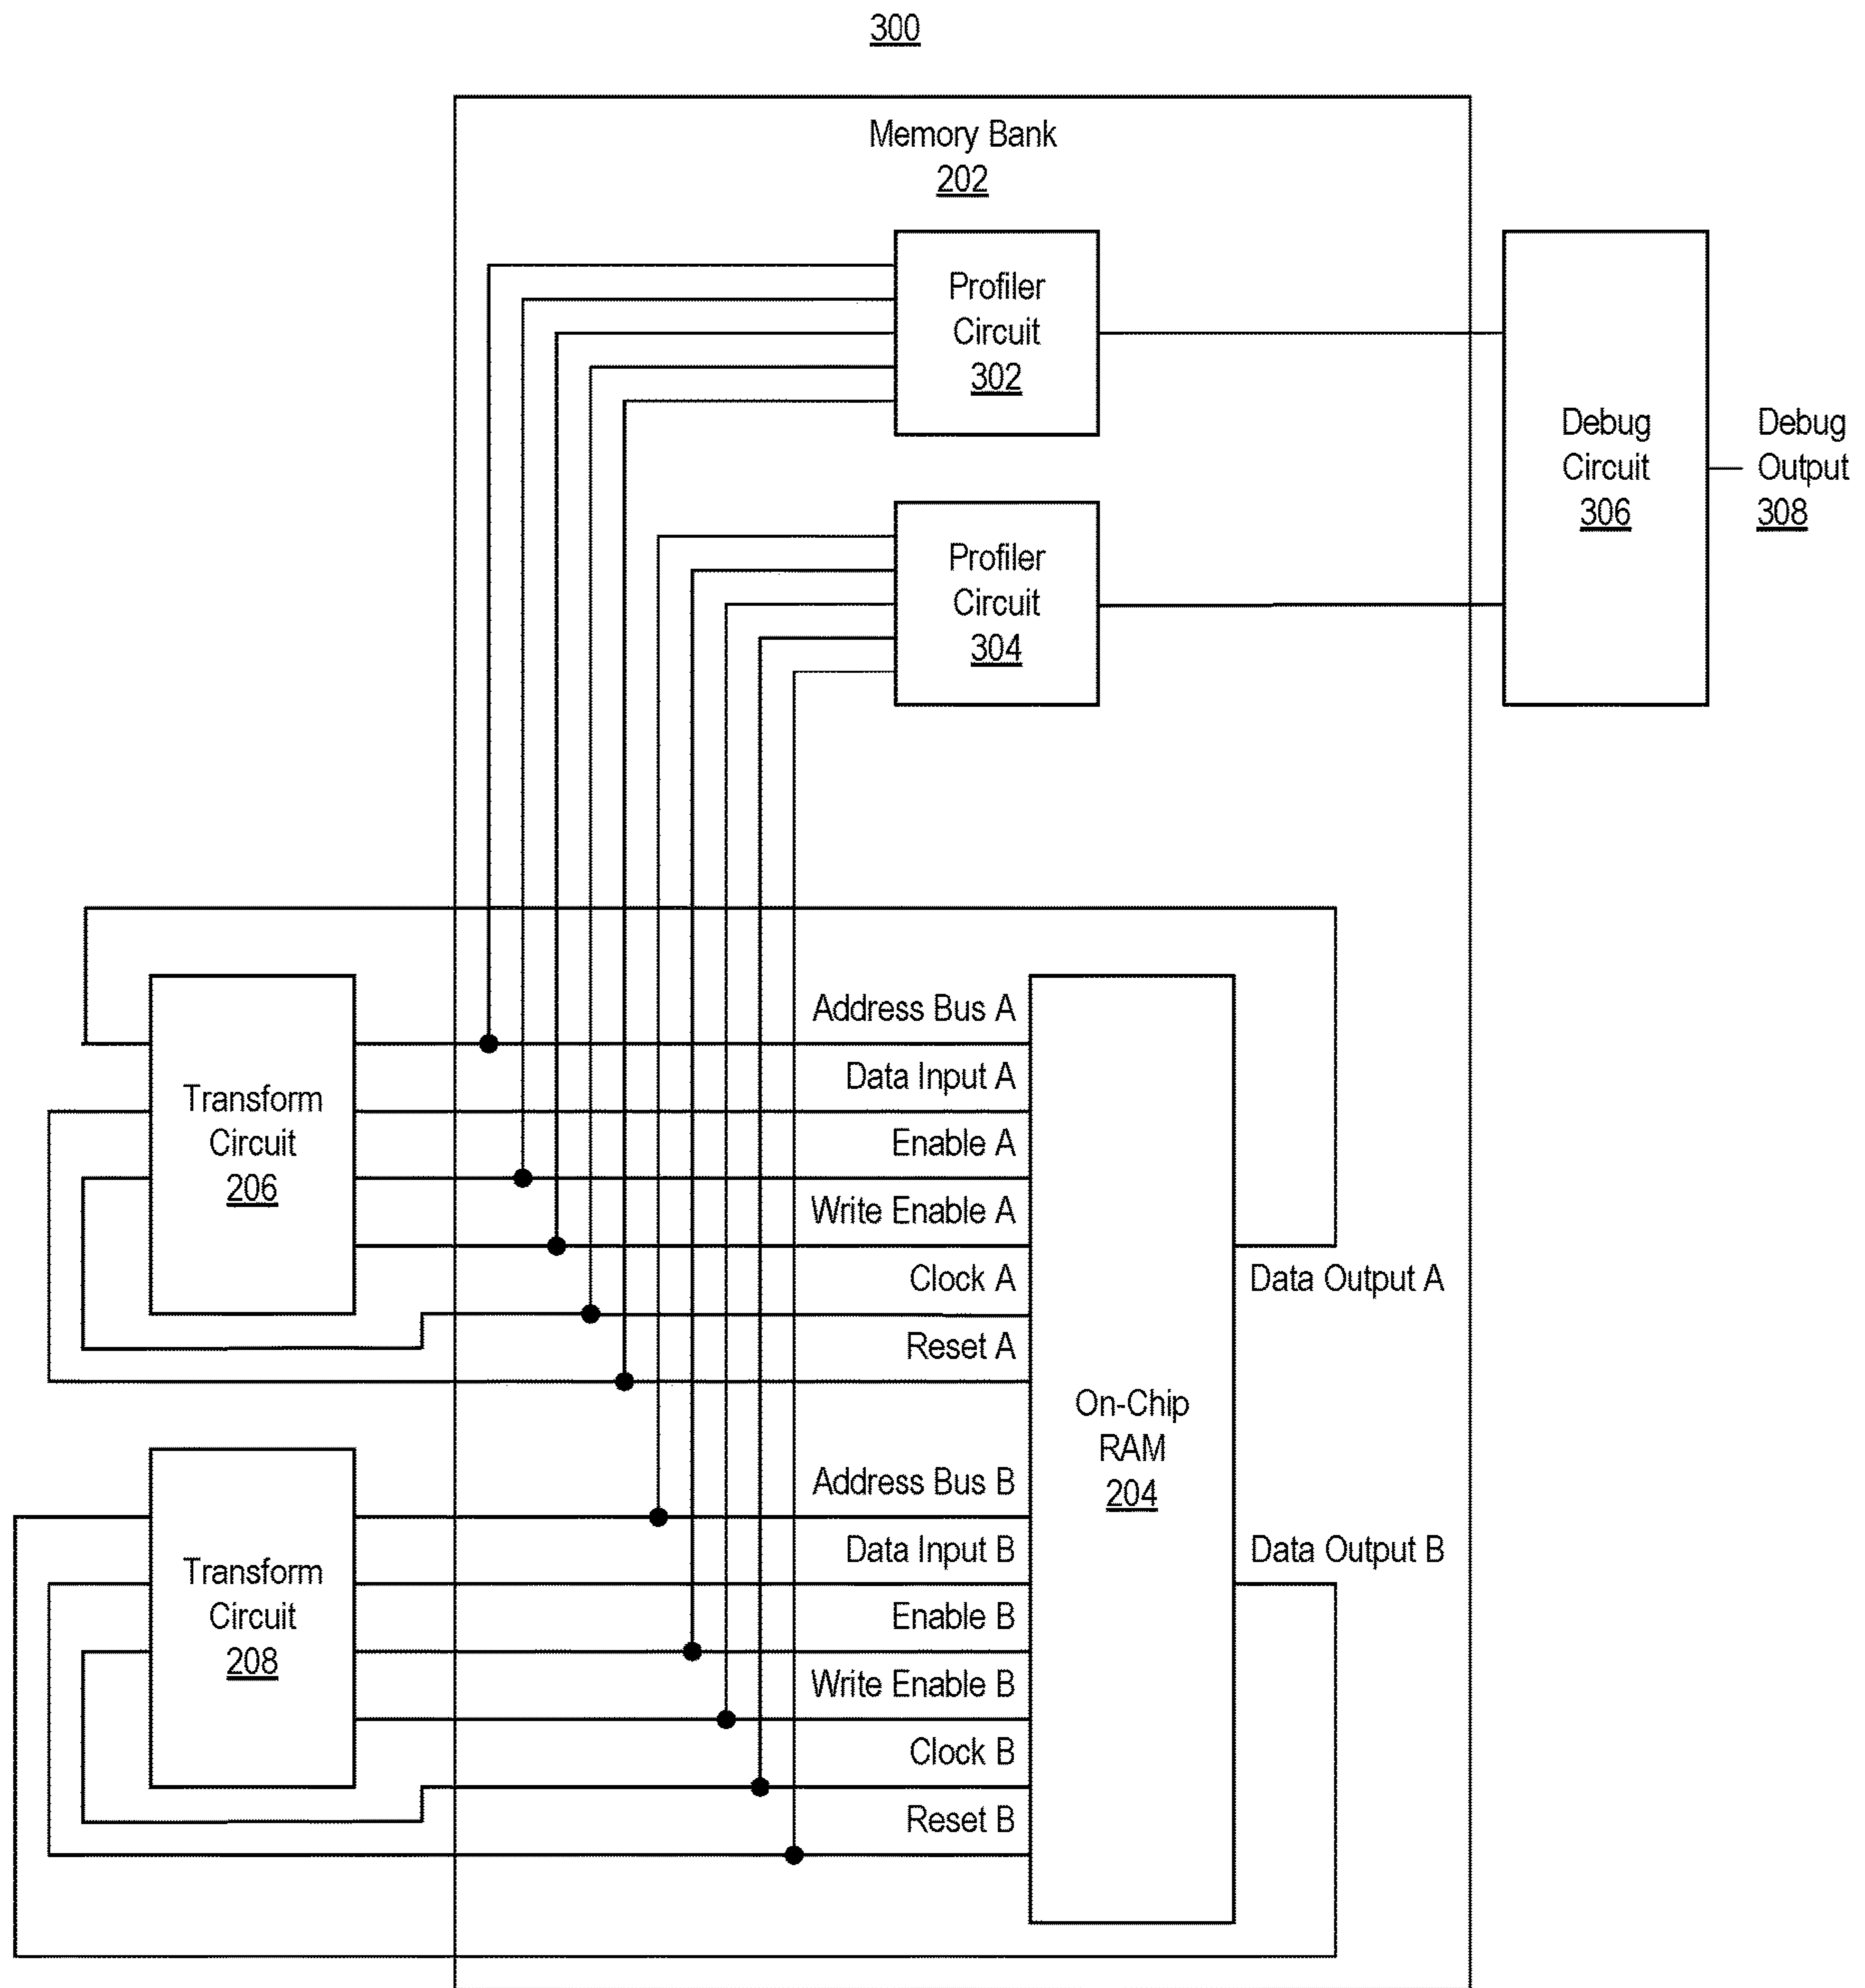 300
Memory Bank
202
Profiler
Circuit
302
Profiler
Circuit
304
Debug
Circuit
306
Debug
Output
308
Transform
Circuit
206
Address Bus A
Data Input A
Enable A
Write Enable A
Clock A
Reset A
Data Output A
On-Chip
RAM
204
Transform
Circuit
208
Address Bus B
Data Input B
Enable B
Write Enable B
Clock B
Reset B
Data Output B